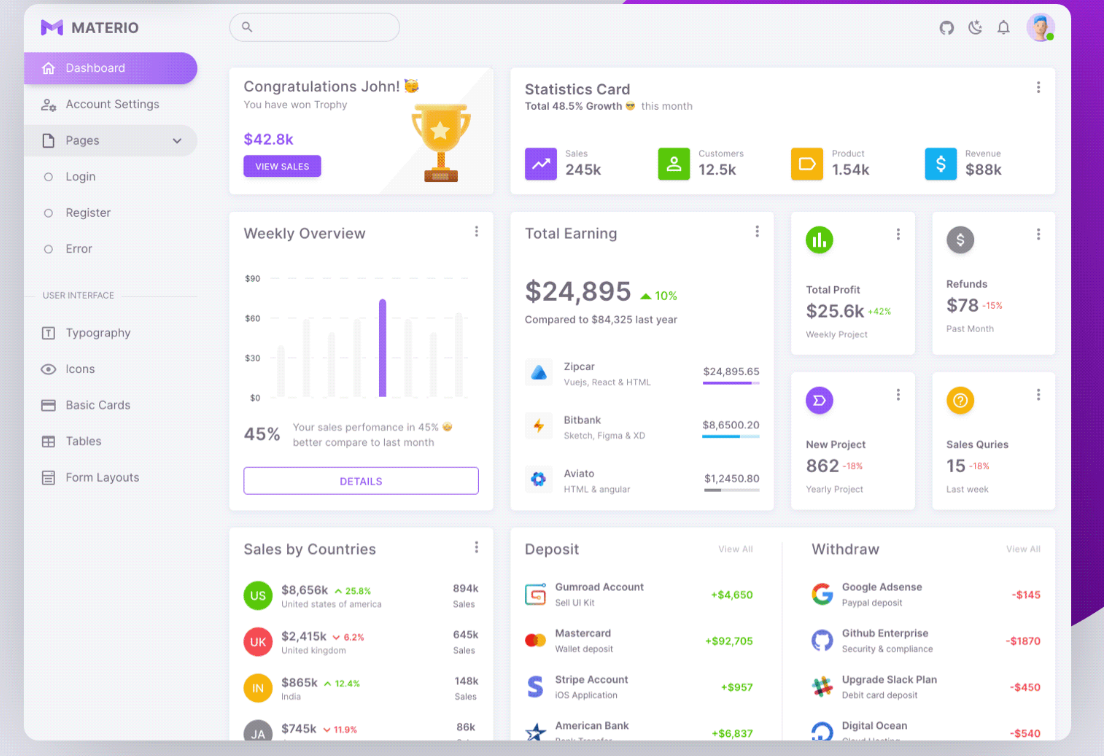 MATERIO
Dashboard
Account Settings
Pages
Login
Register
Error
USER INTERFACE
Typography
Icons
Basic Cards
Tables
Form Layouts
Congratulations John!
You have won Trophy
$42.8k
VIEW SALES
Statistics Card
Total 48.5% Growth this month
Sales
245k
Customers
12.5k
Product
1.54k
Revenue
$88k
Weekly Overview
$90
$60
$30
$0
45%
Your sales perfomance in 45%
better compare to last month
DETAILS
Total Earning
$24,895 10%
Compared to $84,325 last year
Zipcar
Vuejs, React & HTML
$24,895.65
Bitbank
Sketch, Figma & XD
$8,6500.20
Aviato
HTML & angular
$1,2450.80
Total Profit
$25.6k +42%
Weekly Project
$
Refunds
$78 -15%
Past Month
New Project
862 -18%
Yearly Project
Sales Quries
15 -18%
Last week
Sales by Countries
US
$8,656k 25.8%
United states of america
894k
Sales
UK
$2,415k 6.2%
United kingdom
645k
Sales
IN
$865k 12.4%
India
148k
Sales
JA
$745k 11.9%
86k
Deposit
View All
Gumroad Account
Sell UI Kit
+$4,650
Mastercard
Wallet deposit
+$92,705
Stripe Account
iOS Application
+$957
American Bank
+$6,837
Withdraw
View All
Google Adsense
Paypal deposit
-$145
Github Enterprise
Security & compliance
-$1870
Upgrade Slack Plan
Debit card deposit
-$450
Digital Ocean
-$540